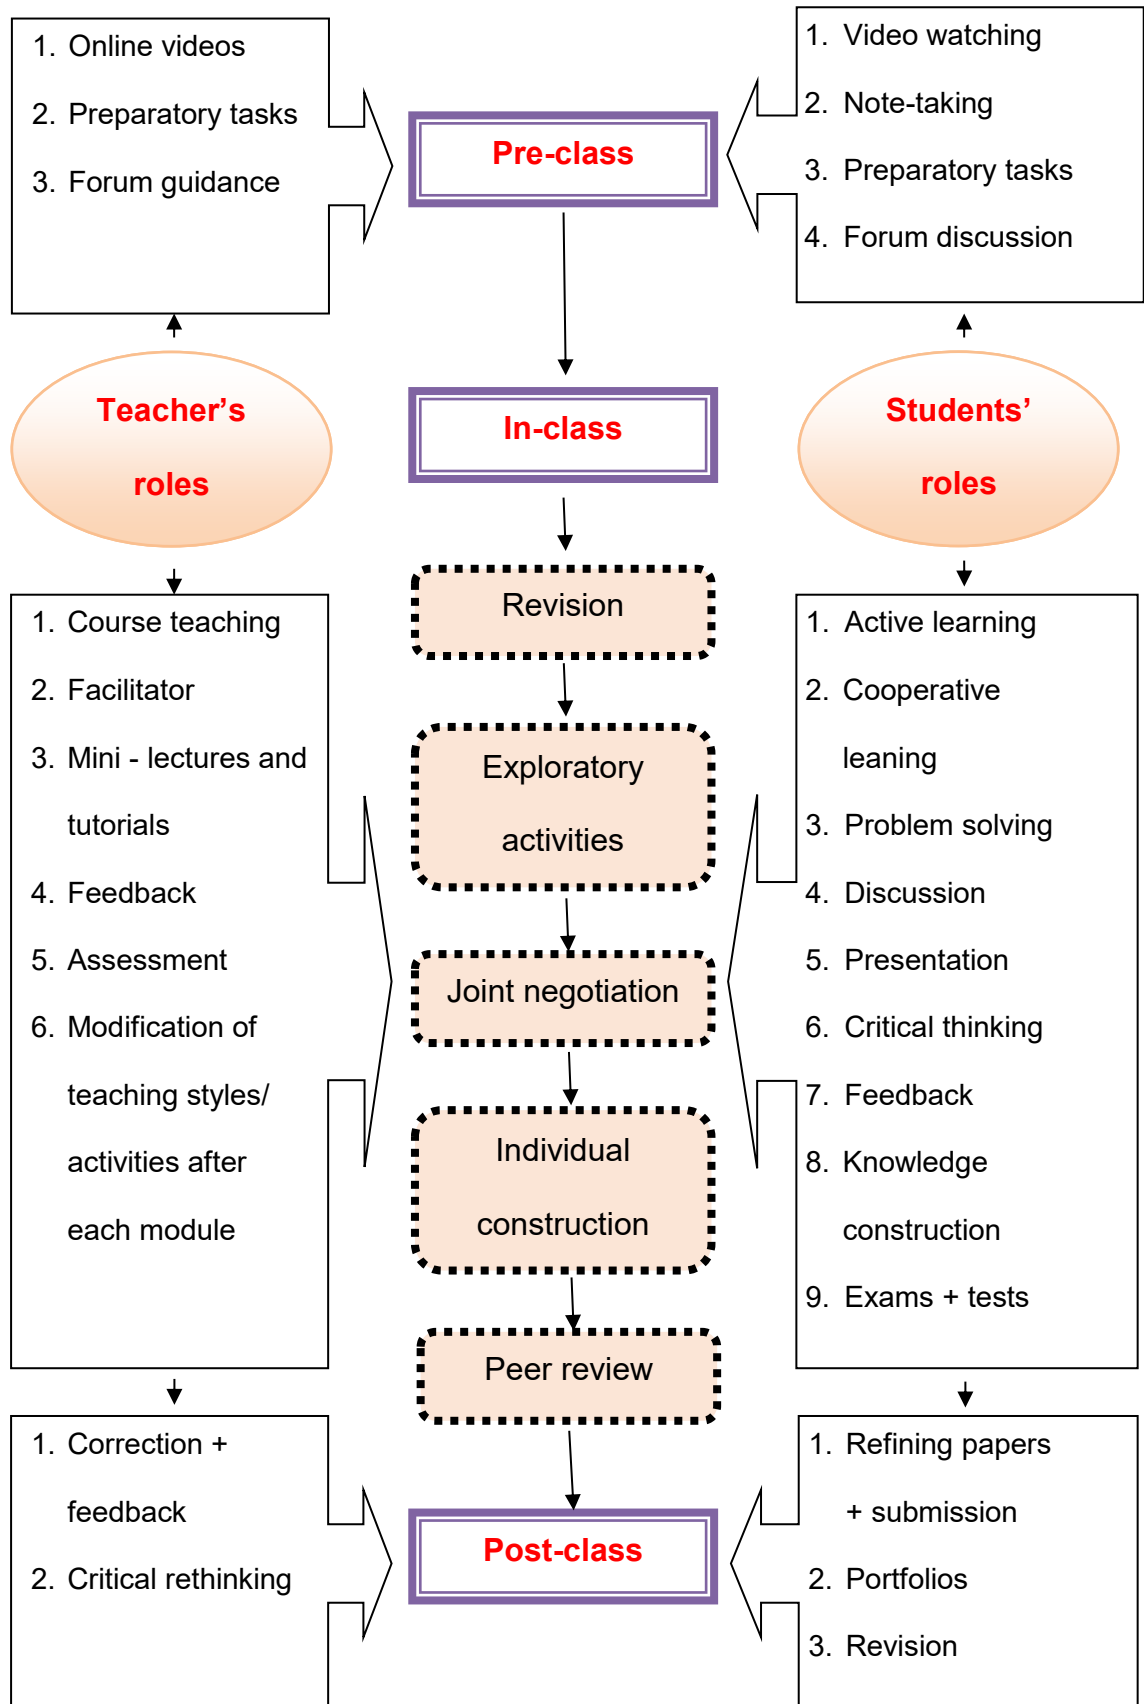 1. Online videos
2. Preparatory tasks
3. Forum guidance
Pre-class
1. Video watching
2. Note-taking
3. Preparatory tasks
4. Forum discussion
Teacher's
roles
In-class
Students'
roles
1. Course teaching
2. Facilitator
3. Mini - lectures and
tutorials
4. Feedback
5. Assessment
6. Modification of
teaching styles/
activities after
each module
Revision
Exploratory
activities
Joint negotiation
Individual
construction
Peer review
1. Active learning
2. Cooperative
leaning
3. Problem solving
4. Discussion
5. Presentation
6. Critical thinking
7. Feedback
8. Knowledge
construction
9. Exams + tests
1. Correction +
feedback
2. Critical rethinking
Post-class
1. Refining papers
+ submission
2. Portfolios
3. Revision